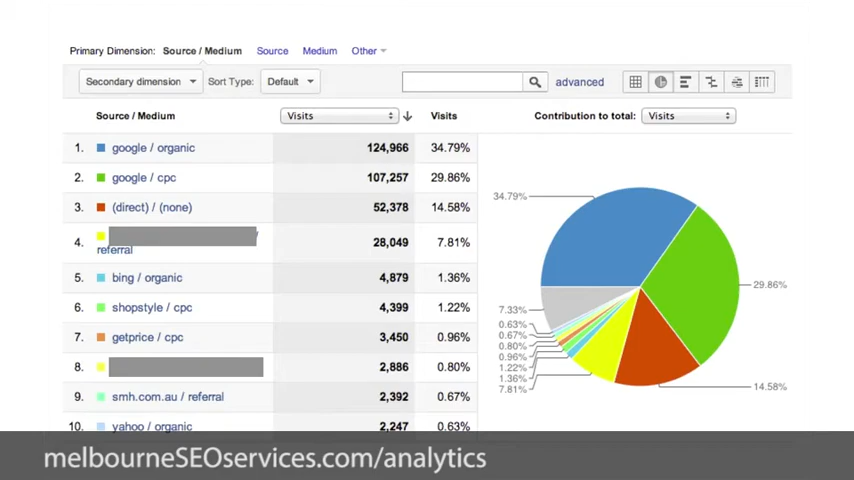 Primary Dimension: Source / Medium Source Medium Other
Secondary dimension Sort Type: Default advanced
Source / Medium Visits Visits Contribution to total: Visits
1. google / organic 124,966 34.79%
2. google / cpc 107,257 29.86%
3. (direct) / (none) 52,378 14.58%
4. / referral 28,049 7.81%
5. bing / organic 4,879 1.36%
6. shopstyle / cpc 4,399 1.22%
7. getprice / cpc 3,450 0.96%
8. 2,886 0.80%
9. smh.com.au / referral 2,392 0.67%
10. yahoo / organic 2,247 0.63%
34.79%
29.86%
7.33%
0.63%
0.67%
0.80%
0.96%
1.22%
1.36%
7.81%
14.58%
melbourneSEOservices.com/analytics